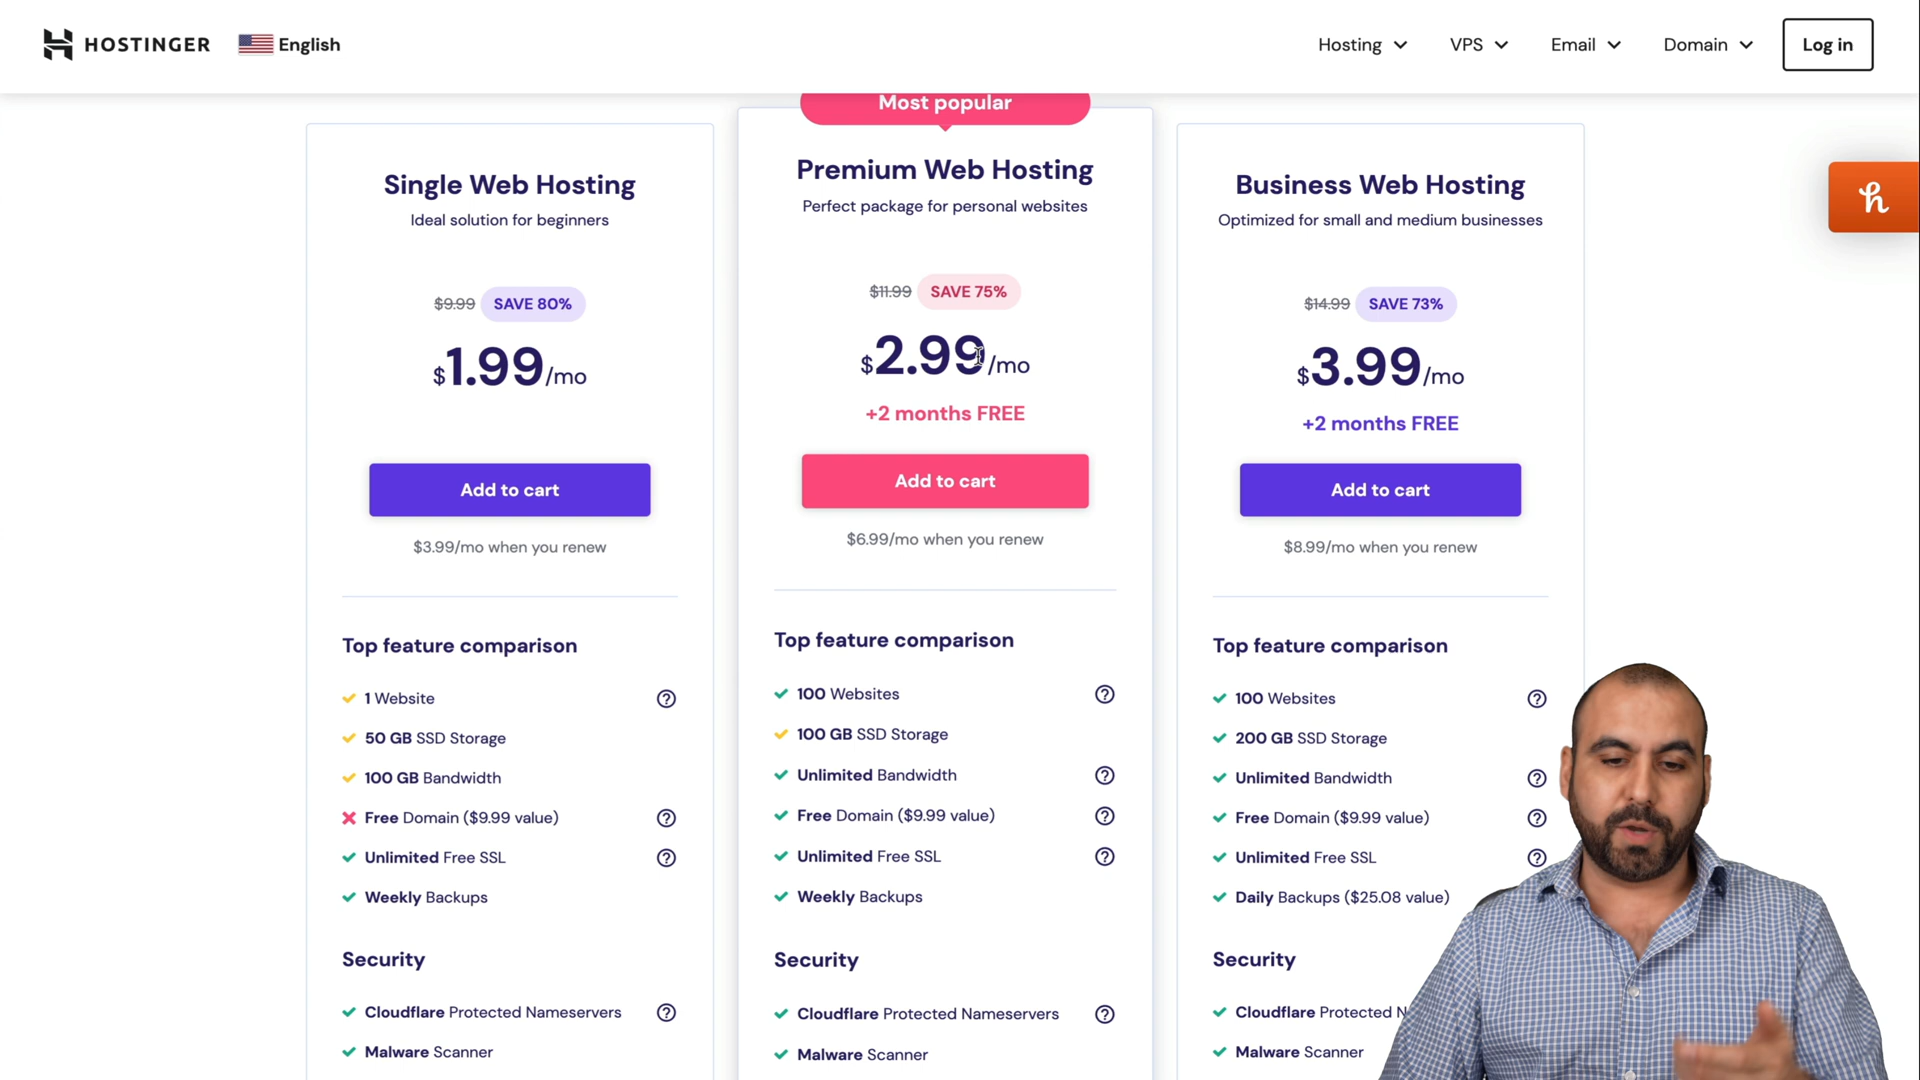 HOSTINGER
English
Hosting
VPS
Email
Domain
Log in
Most popular
Single Web Hosting
Ideal solution for beginners
$9.99 SAVE 80%
$1.99/mo
Add to cart
$3.99/mo when you renew
Top feature comparison
1 Website
50 GB SSD Storage
100 GB Bandwidth
Free Domain ($9.99 value)
Unlimited Free SSL
Weekly Backups
Security
Cloudflare Protected Nameservers
Malware Scanner
Premium Web Hosting
Perfect package for personal websites
$11.99 SAVE 75%
$2.99/mo
+2 months FREE
Add to cart
$6.99/mo when you renew
Top feature comparison
100 Websites
100 GB SSD Storage
Unlimited Bandwidth
Free Domain ($9.99 value)
Unlimited Free SSL
Weekly Backups
Security
Cloudflare Protected Nameservers
Malware Scanner
Business Web Hosting
Optimized for small and medium businesses
$14.99 SAVE 73%
$3.99/mo
+2 months FREE
Add to cart
$8.99/mo when you renew
Top feature comparison
100 Websites
200 GB SSD Storage
Unlimited Bandwidth
Free Domain ($9.99 value)
Unlimited Free SSL
Daily Backups ($25.08 value)
Security
Cloudflare Protected N
Malware Scanner
h